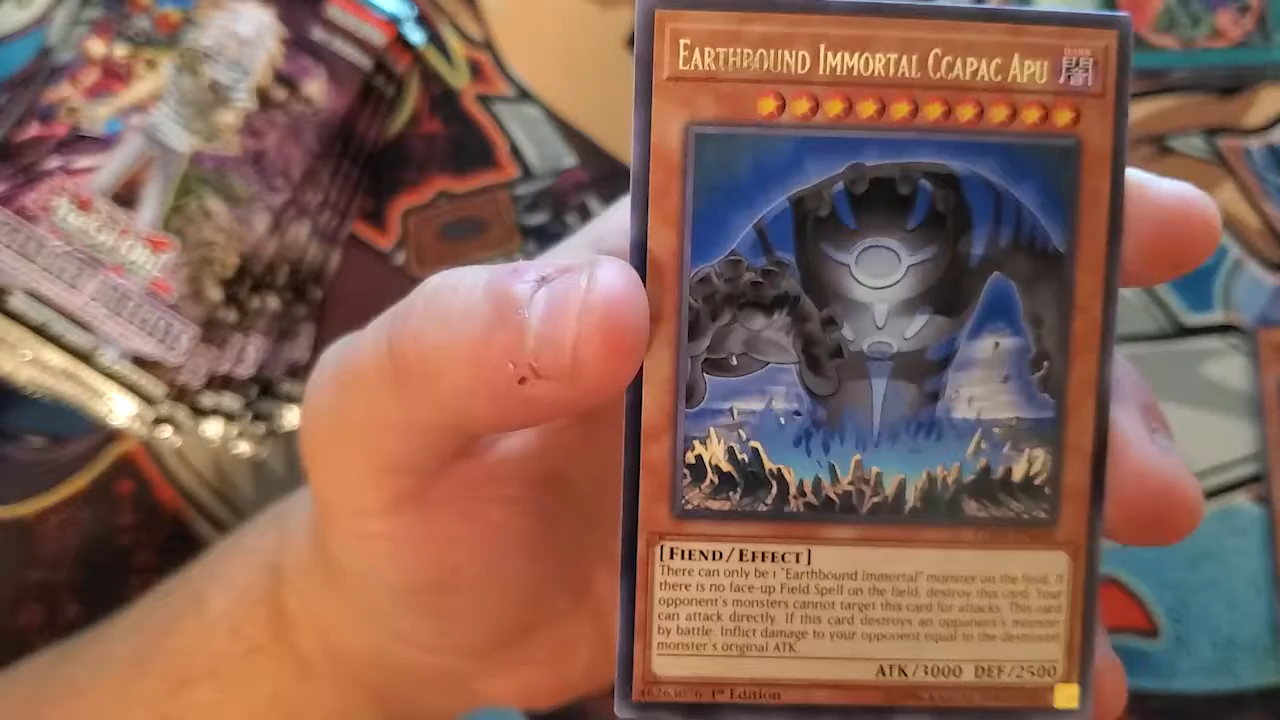 EARTHBOUND IMMORTAL CCAPAC APU
DARK
闇
[FIEND/EFFECT]
There can only be 1 "Earthbound Immortal" monster on the field. If
there is no face-up Field Spell on the field, destroy this card. Your
opponent's monsters cannot target this card for attacks. This card
can attack directly. If this card destroys an opponent's monster
by battle: Inflict damage to your opponent equal to the destroyed
monster's original ATK.
ATK/3000 DEF/2500
1st Edition